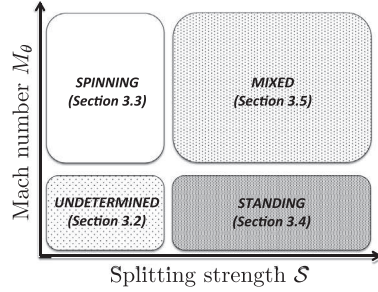 Mach number Mθ
SPINNING
(Section 3.3)
MIXED
(Section 3.5)
UNDETERMINED
(Section 3.2)
STANDING
(Section 3.4)
Splitting strength 𝒮